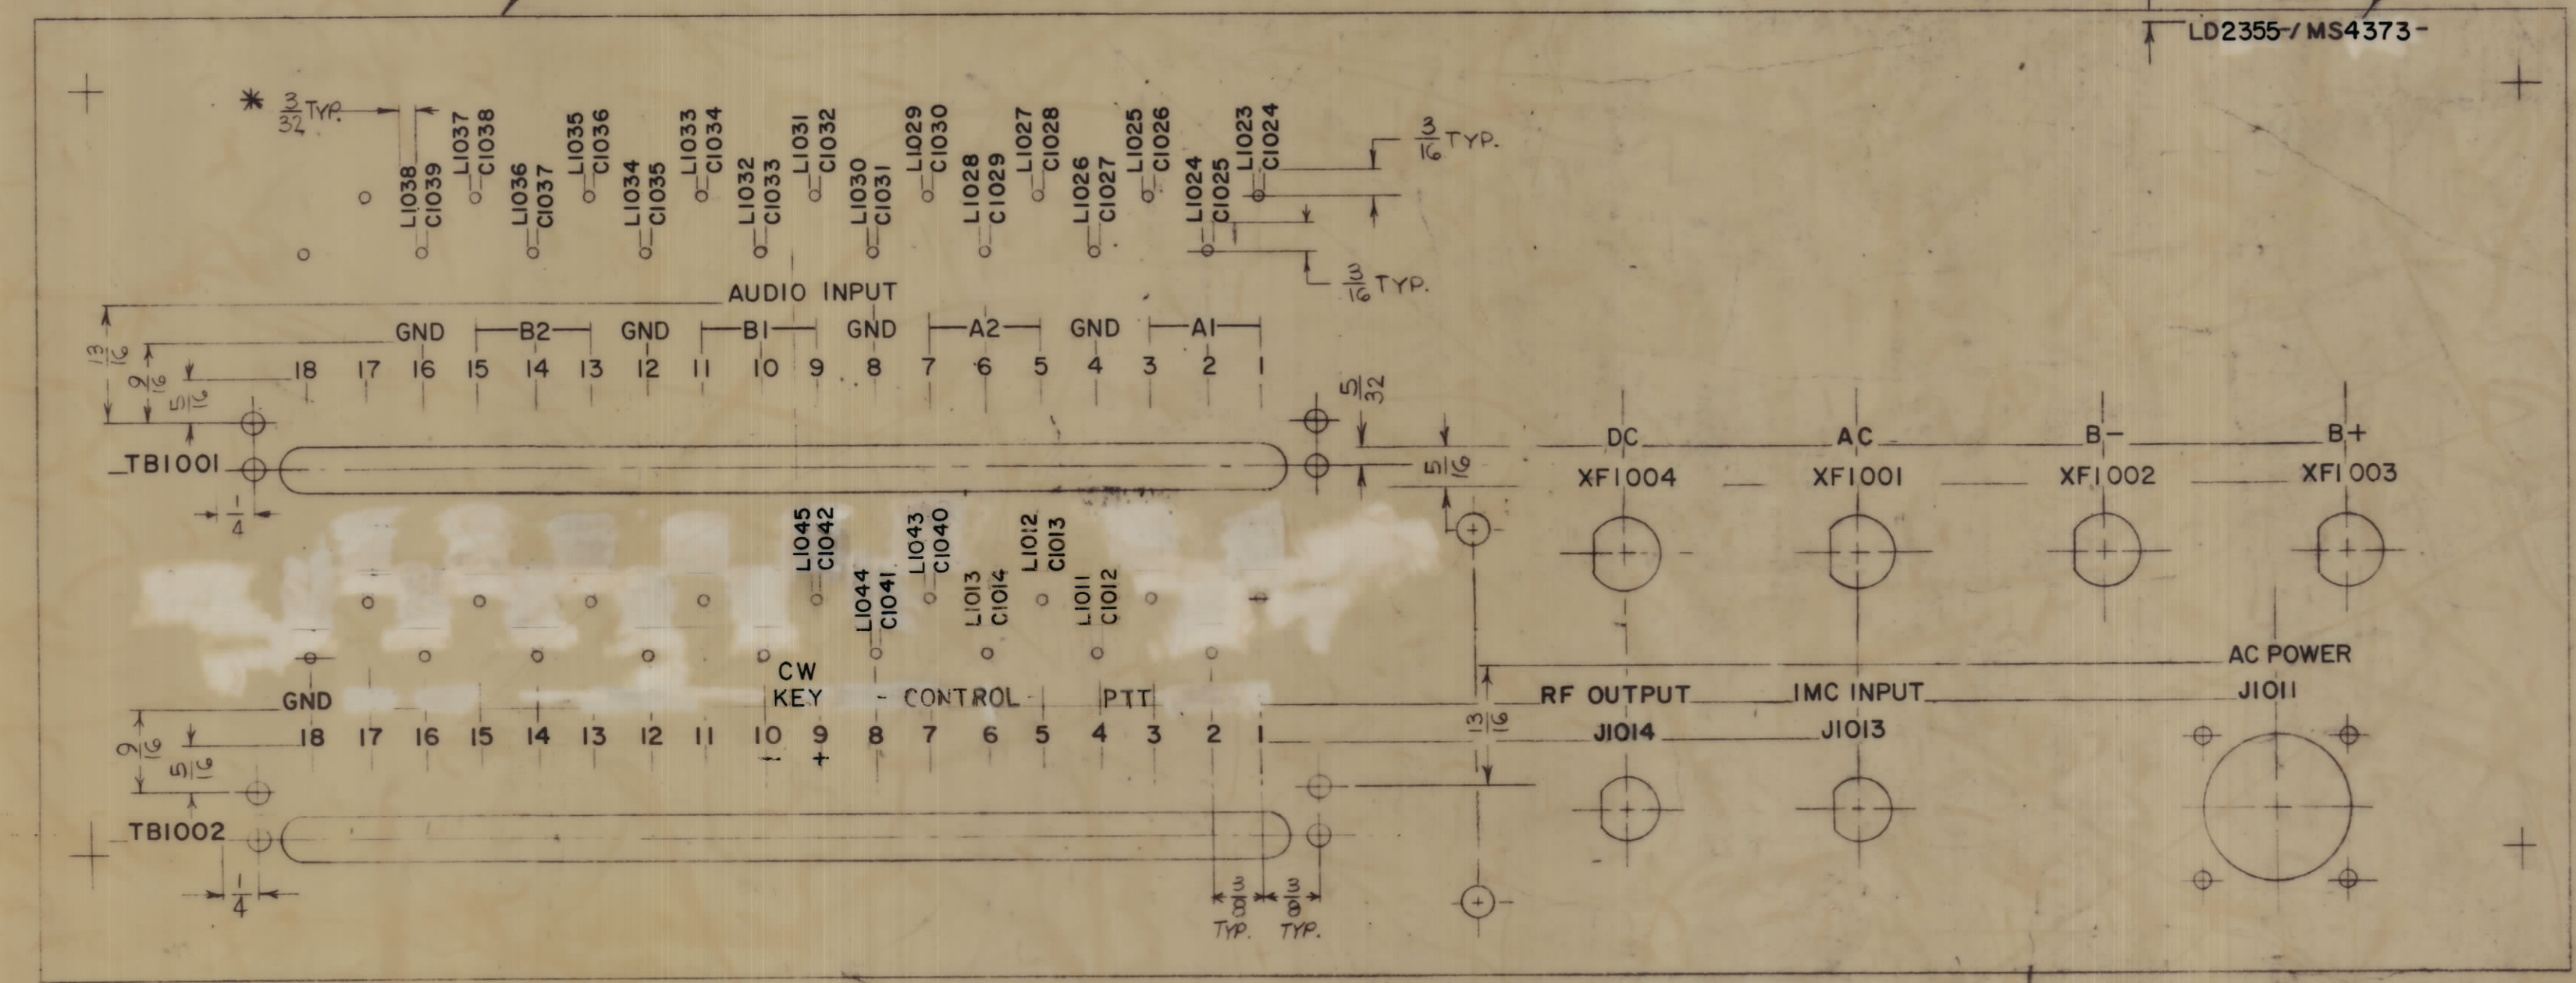 LD2355-/MS4373-
* 3/32 TYP.
L1038 C1039
L1037 C1038
L1036 C1037
L1035 C1036
L1034 C1035
L1033 C1034
L1032 C1033
L1031 C1032
L1030 C1031
L1029 C1030
L1028 C1029
L1027 C1028
L1026 C1027
L1025 C1026
L1024 C1025
L1023 C1024
3/16 TYP.
3/16 TYP.
AUDIO INPUT
GND B2 GND B1 GND A2 GND A1
18 17 16 15 14 13 12 11 10 9 8 7 6 5 4 3 2 1
13/16
9/16
5/16
5/32
5/16
TB1001
1/4
DC AC B- B+
XF1004 XF1001 XF1002 XF1003
L1045 C1042
L1044 C1041
L1043 C1040
L1013 C1014
L1012 C1013
L1011 C1012
CW
GND KEY - CONTROL - PTT
18 17 16 15 14 13 12 11 10 9 8 7 6 5 4 3 2 1
- +
9/16
5/16
13/16
TB1002
1/4
3/8 TYP.
3/8 TYP.
RF OUTPUT
J1014
IMC INPUT
J1013
AC POWER
J1011